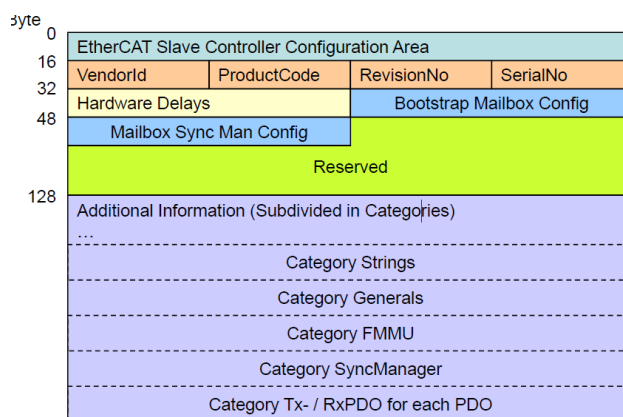 Byte
0
EtherCAT Slave Controller Configuration Area
16
VendorId ProductCode RevisionNo SerialNo
32
Hardware Delays Bootstrap Mailbox Config
48
Mailbox Sync Man Config
Reserved
128
Additional Information (Subdivided in Categories)
...
Category Strings
Category Generals
Category FMMU
Category SyncManager
Category Tx- / RxPDO for each PDO